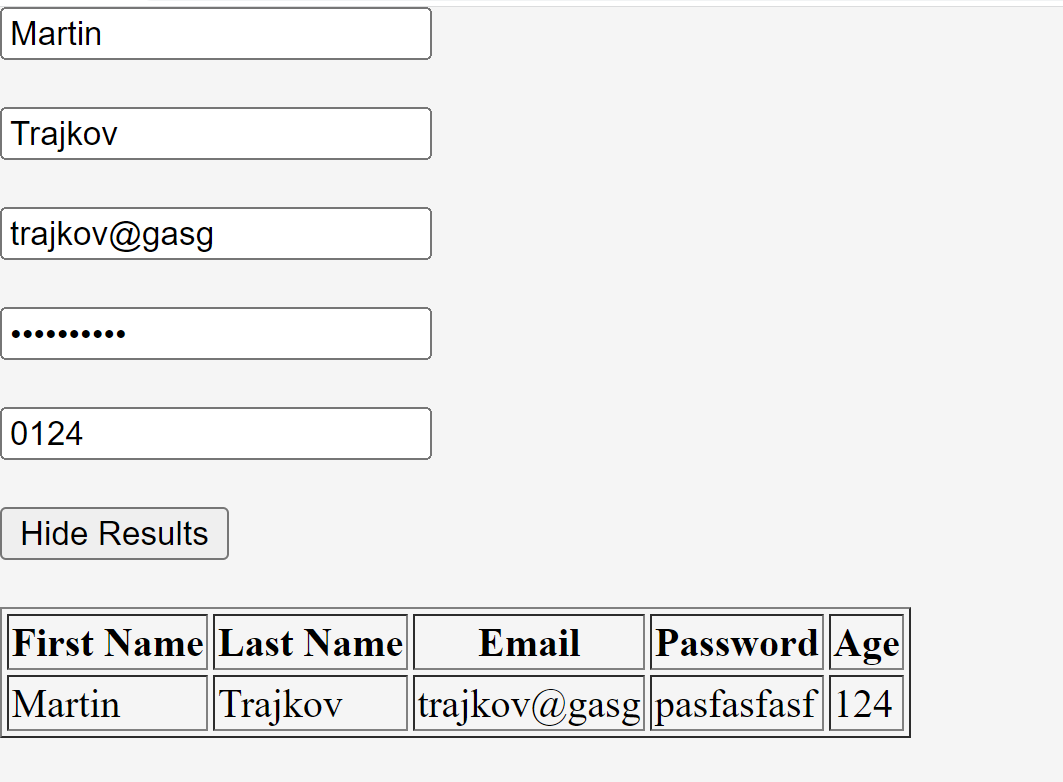 Martin
Trajkov
trajkov@gasg
••••••••••
0124
Hide Results
First Name Last Name Email Password Age
Martin Trajkov trajkov@gasg pasfasfasf 124